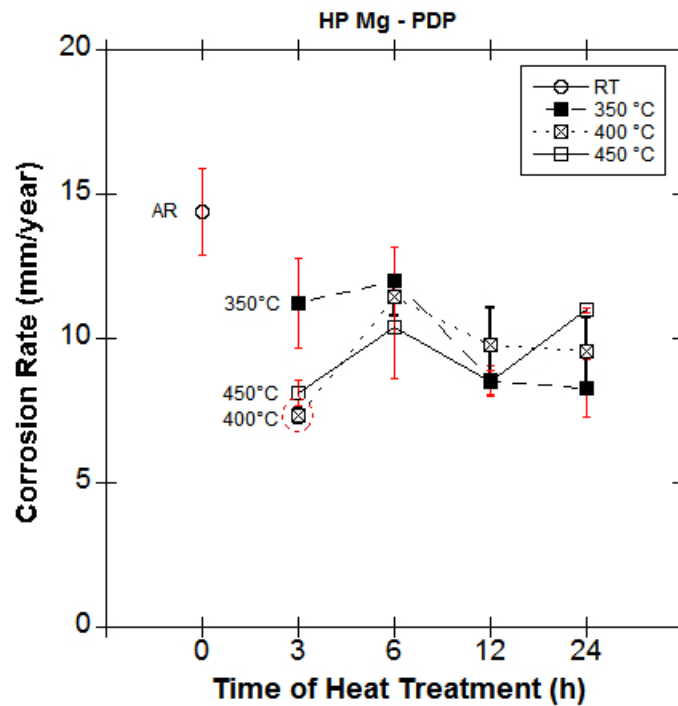 HP Mg - PDP
20
RT
350 °C
400 °C
450 °C
15
AR
350°C
10
450°C
400°C
5
0
0 3 6 12 24
Corrosion Rate (mm/year)
Time of Heat Treatment (h)